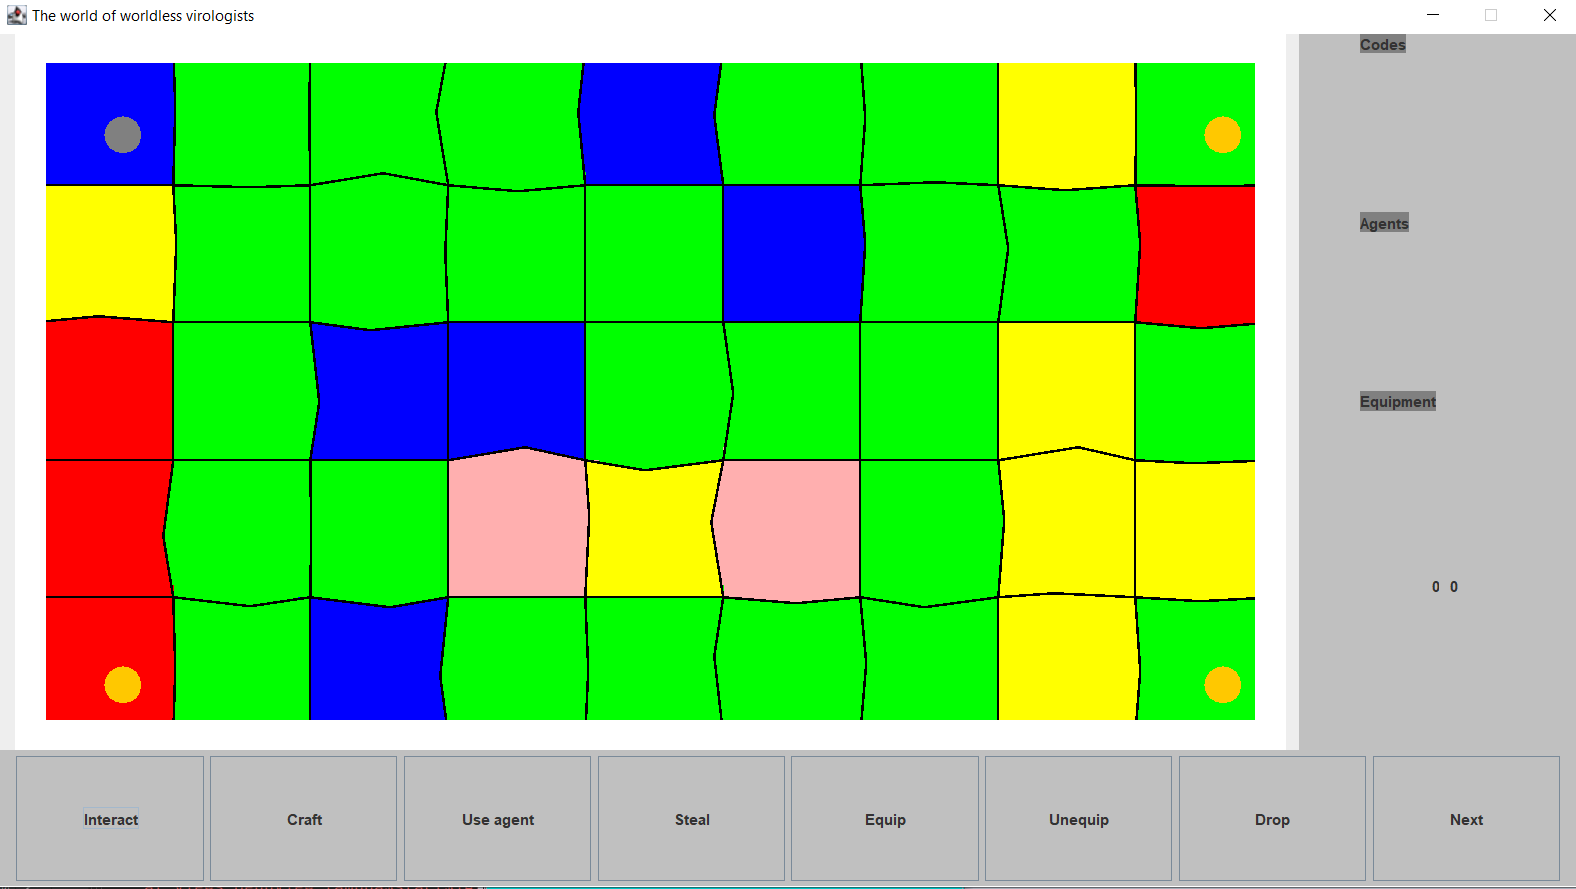 The world of worldless virologists
Codes
Agents
Equipment
0 0
Interact Craft Use agent Steal Equip Unequip Drop Next